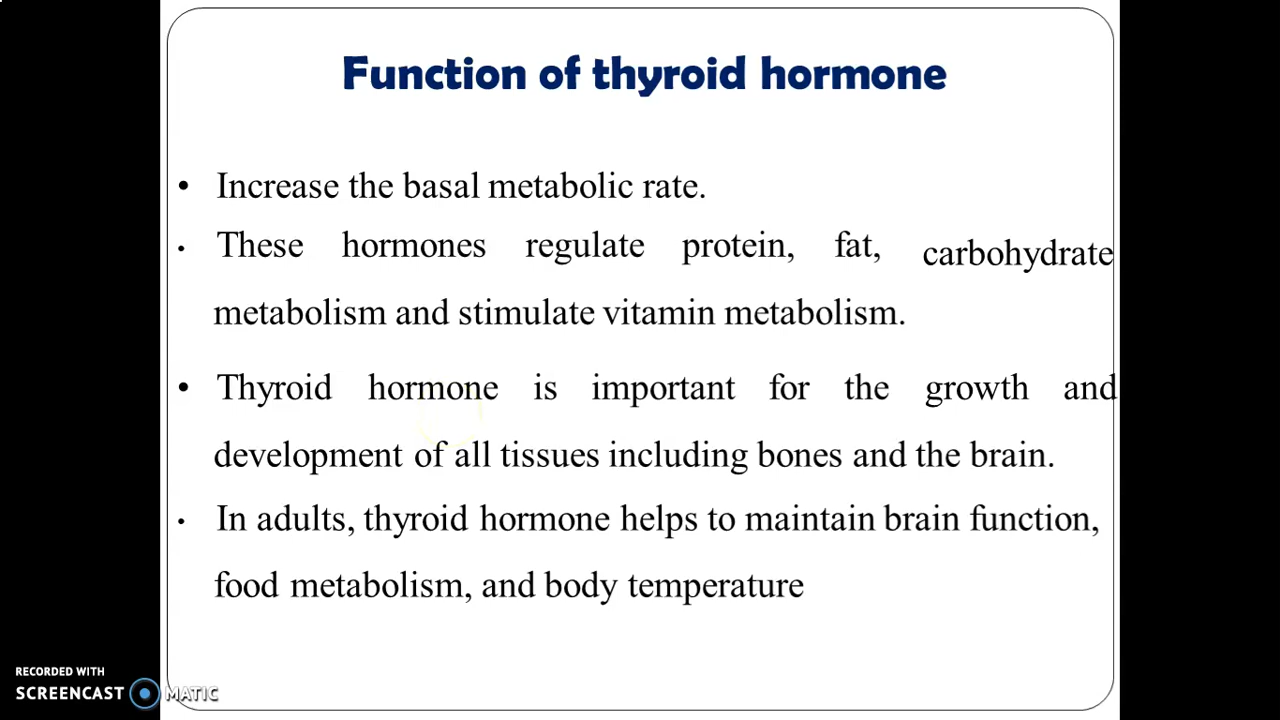 Function of thyroid hormone
• Increase the basal metabolic rate.
• These hormones regulate protein, fat, carbohydrate
metabolism and stimulate vitamin metabolism.
• Thyroid hormone is important for the growth and
development of all tissues including bones and the brain.
• In adults, thyroid hormone helps to maintain brain function,
food metabolism, and body temperature
RECORDED WITH
SCREENCAST MATIC